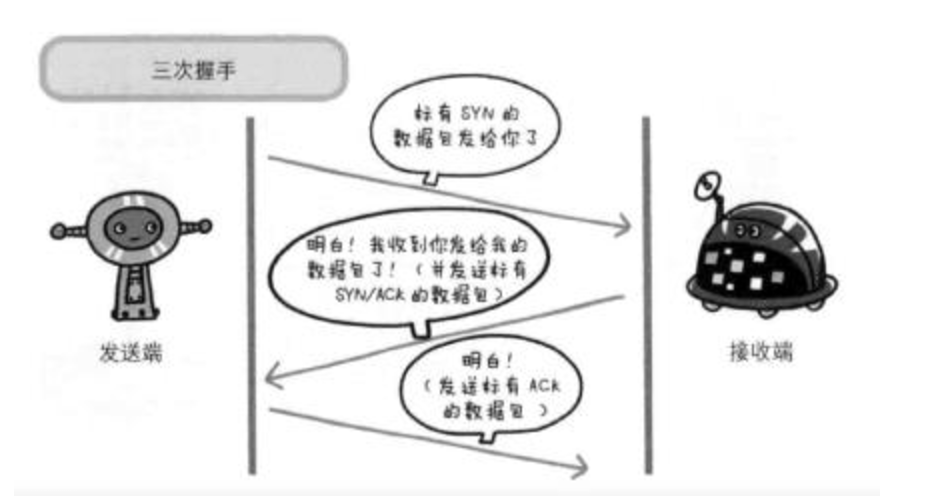 三次握手
标有 SYN 的
数据包发给你了
明白! 我收到你发给我的
数据包了! (并发送标有
SYN/ACK 的数据包)
发送端
接收端
明白!
(发送标有 ACK
的数据包 )